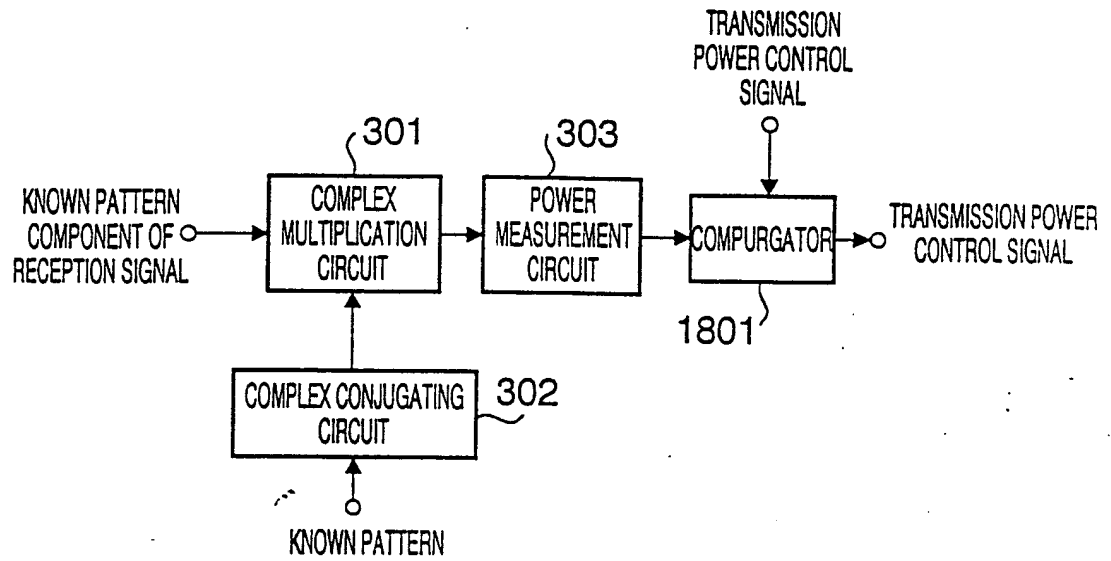 TRANSMISSION
POWER CONTROL
SIGNAL
301
303
KNOWN PATTERN
COMPONENT OF
RECEPTION SIGNAL
COMPLEX
MULTIPLICATION
CIRCUIT
POWER
MEASUREMENT
CIRCUIT
COMPURGATOR
TRANSMISSION POWER
CONTROL SIGNAL
1801
COMPLEX CONJUGATING
CIRCUIT
302
KNOWN PATTERN